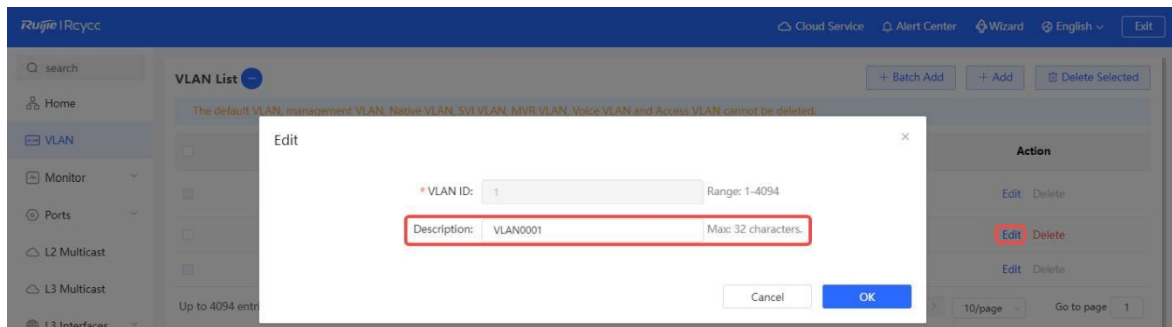 Ruijie | Rcycc
Cloud Service Alert Center Wizard English Exit
search
VLAN List
+ Batch Add + Add Delete Selected
Home
The default VLAN, management VLAN, Native VLAN, SVI VLAN, MVR VLAN, Voice VLAN and Access VLAN cannot be deleted.
VLAN
Edit
Action
Monitor
* VLAN ID: 1 Range: 1-4094
Edit Delete
Ports
Description: VLAN0001 Max: 32 characters.
Edit Delete
L2 Multicast
Edit Delete
L3 Multicast
Cancel OK
Up to 4094 entri
10/page Go to page 1
L3 Interfaces